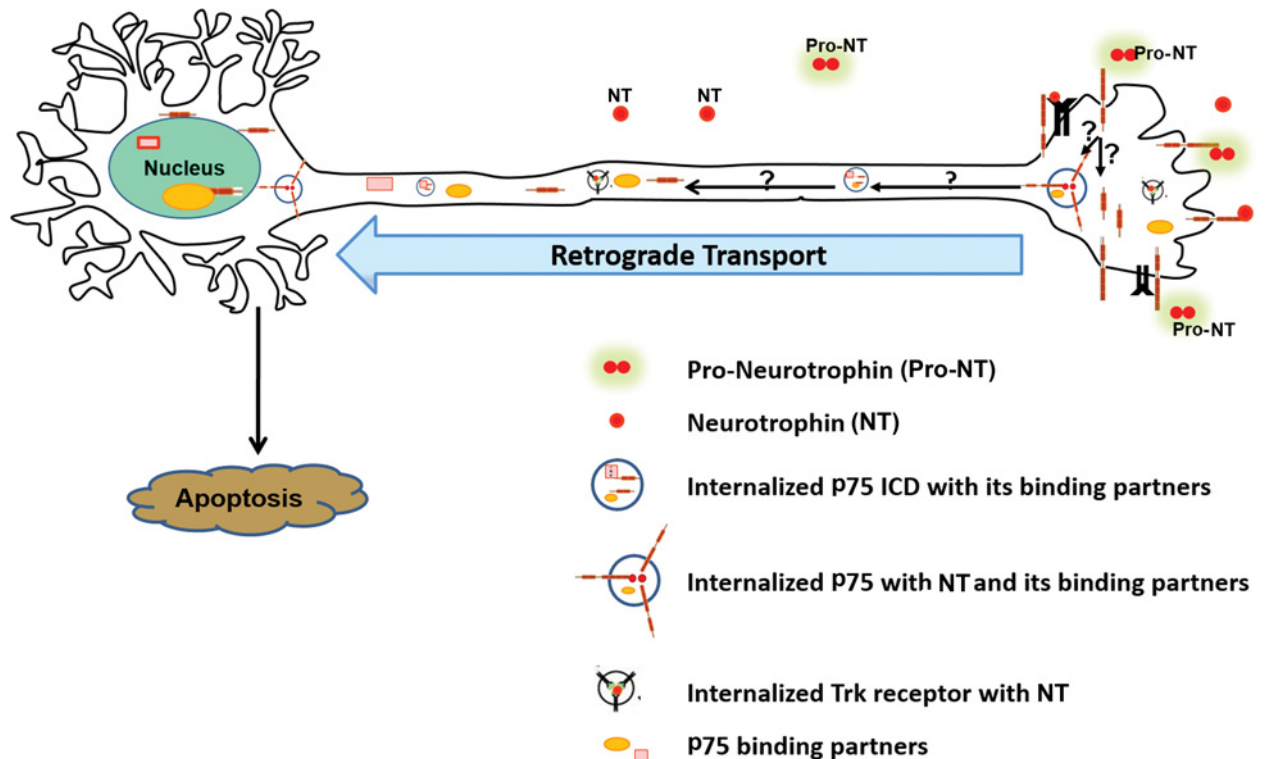 Pro-NT
Pro-NT
NT
NT
?
?
?
?
Nucleus
Retrograde Transport
Pro-NT
Apoptosis
Pro-Neurotrophin (Pro-NT)
Neurotrophin (NT)
Internalized p75 ICD with its binding partners
Internalized p75 with NT and its binding partners
Internalized Trk receptor with NT
p75 binding partners